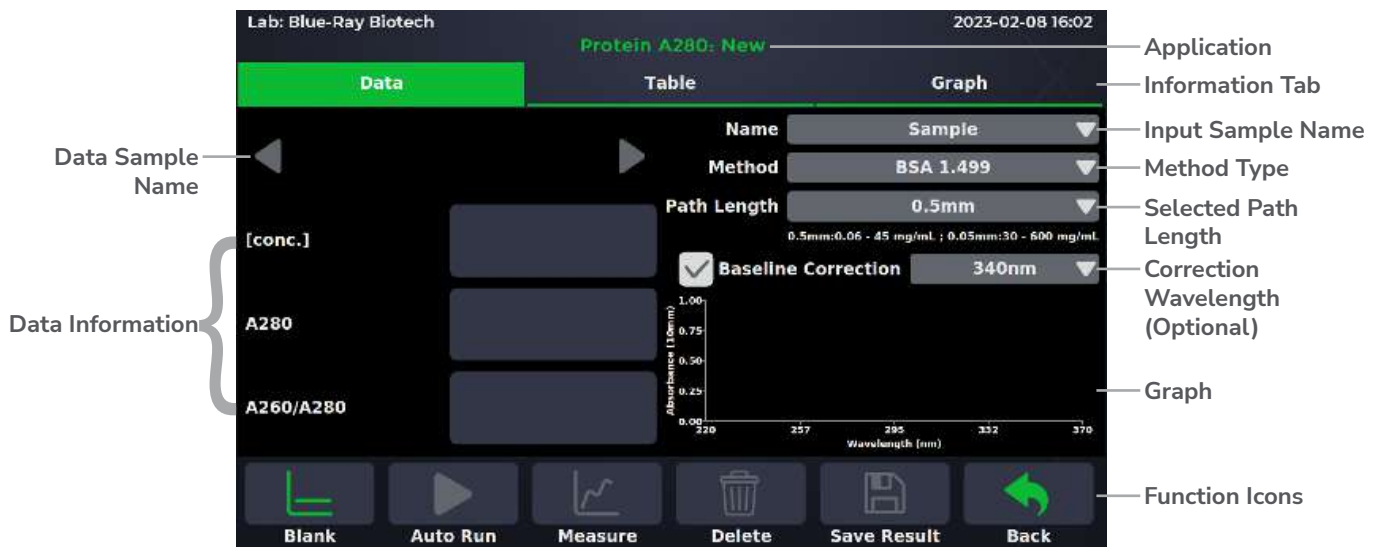 Lab: Blue-Ray Biotech
2023-02-08 16:02
Protein A280: New
Application
Data
Table
Graph
Information Tab
Name
Sample
Input Sample Name
Data Sample
Name
Method
BSA 1.499
Method Type
Path Length
0.5mm
Selected Path
Length
0.5mm:0.06 - 45 mg/mL ; 0.05mm:30 - 600 mg/mL
[conc.]
Baseline Correction
340nm
Correction
Wavelength
(Optional)
Data Information
A280
A260/A280
Absorbance (10mm)
1.00
0.75
0.50
0.25
0.00
220
257
295
332
370
Wavelength (nm)
Graph
Blank
Auto Run
Measure
Delete
Save Result
Back
Function Icons